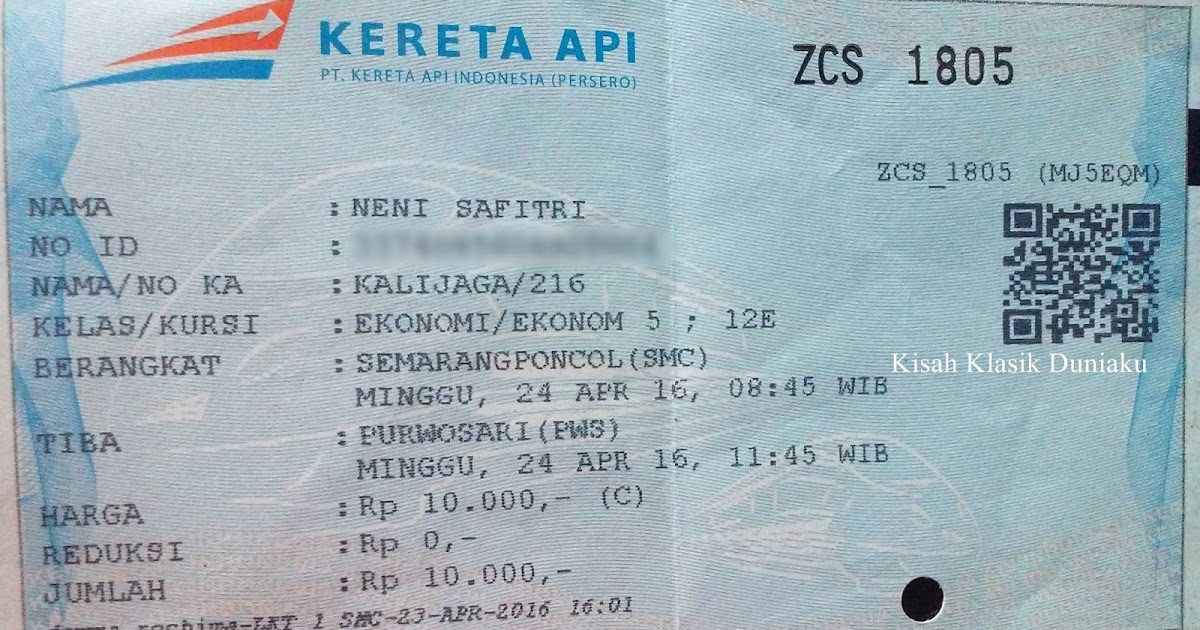 KERETA API
PT. KERETA API INDONESIA (PERSERO)
ZCS 1805
ZCS_1805 (MJ5EQM)
NAMA : NENI SAFITRI
NO ID :
NAMA/NO KA : KALIJAGA/216
KELAS/KURSI : EKONOMI/EKONOM 5 ; 12E
Kisah Klasik Duniaku
BERANGKAT : SEMARANGPONCOL(SMC)
MINGGU, 24 APR 16, 08:45 WIB
TIBA : PURWOSARI(PWS)
MINGGU, 24 APR 16, 11:45 WIB
HARGA : Rp 10.000,- (C)
REDUKSI : Rp 0,-
JUMLAH : Rp 10.000,-
1 SMC-23-APR-2016 16:01